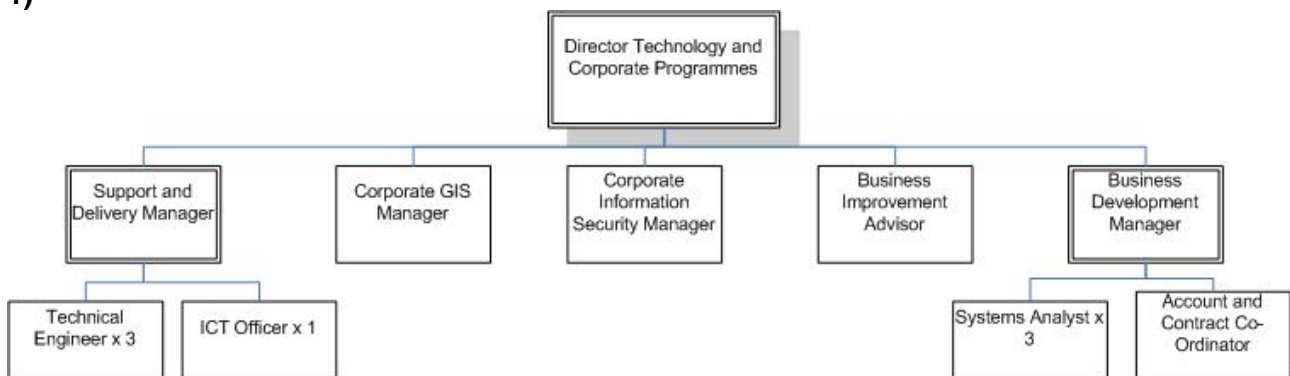 Director Technology and
Corporate Programmes
Support and
Delivery Manager
Corporate GIS
Manager
Corporate
Information
Security Manager
Business
Improvement
Advisor
Business
Development
Manager
Technical
Engineer x 3
ICT Officer x 1
Systems Analyst x
3
Account and
Contract Co-
Ordinator